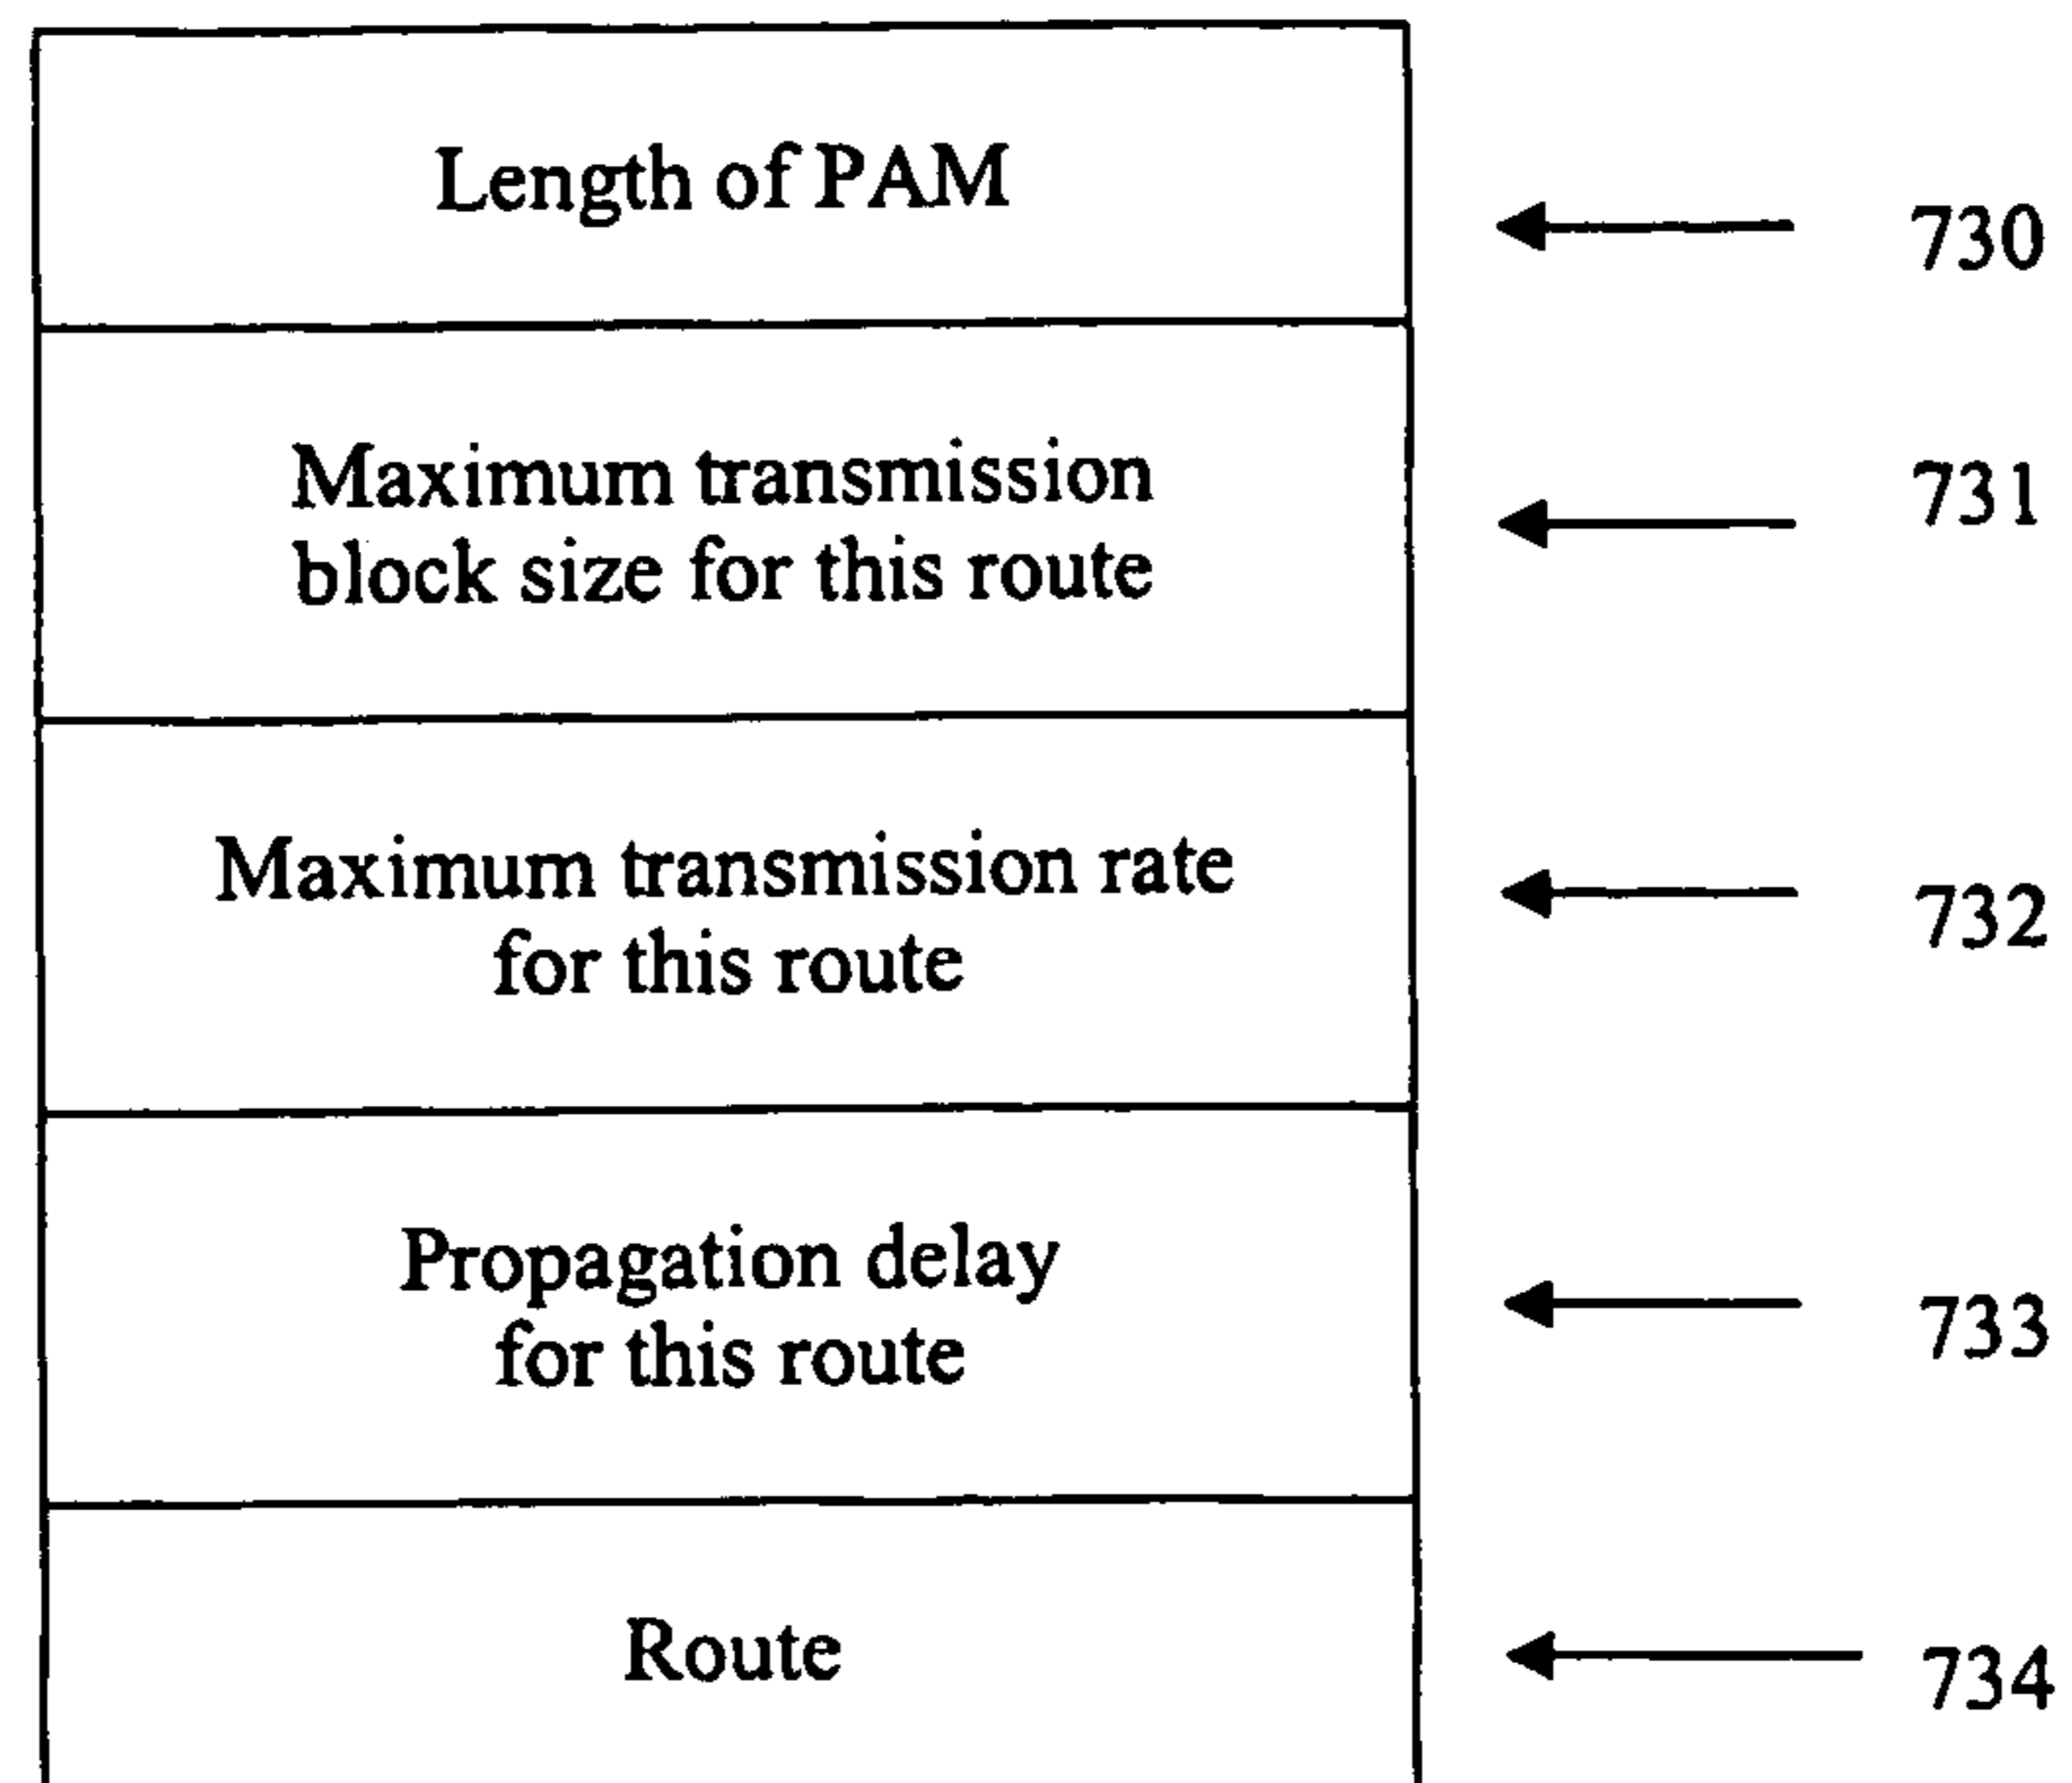 Length of PAM
730
Maximum transmission
block size for this route
731
Maximum transmission rate
for this route
732
Propagation delay
for this route
733
Route
734